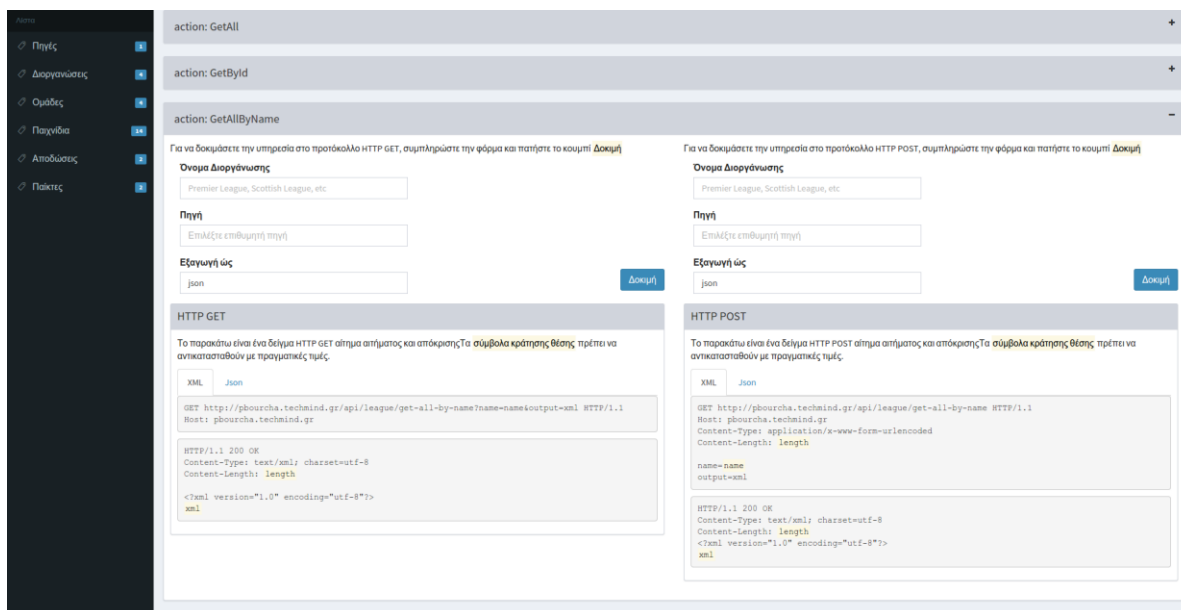 Λίστα
Πηγές 1
Διοργανώσεις 4
Ομάδες 4
Παιχνίδια 14
Αποδώσεις 2
Παίκτες 2
action: GetAll +
action: GetById +
action: GetAllByName −
Για να δοκιμάσετε την υπηρεσία στο πρωτόκολλο HTTP GET, συμπληρώστε την φόρμα και πατήστε το κουμπί Δοκιμή
Όνομα Διοργάνωσης
Premier League, Scottish League, etc
Πηγή
Επιλέξτε επιθυμητή πηγή
Εξαγωγή ώς
json
Δοκιμή
HTTP GET
Το παρακάτω είναι ένα δείγμα HTTP GET αίτημα αιτήματος και απόκρισηςΤα σύμβολα κράτησης θέσης πρέπει να
αντικατασταθούν με πραγματικές τιμές.
XML Json
GET http://pbourcha.techmind.gr/api/league/get-all-by-name?name=name&output=xml HTTP/1.1
Host: pbourcha.techmind.gr
HTTP/1.1 200 OK
Content-Type: text/xml; charset=utf-8
Content-Length: length
<?xml version="1.0" encoding="utf-8"?>
xml
Για να δοκιμάσετε την υπηρεσία στο πρωτόκολλο HTTP POST, συμπληρώστε την φόρμα και πατήστε το κουμπί Δοκιμή
Όνομα Διοργάνωσης
Premier League, Scottish League, etc
Πηγή
Επιλέξτε επιθυμητή πηγή
Εξαγωγή ώς
json
Δοκιμή
HTTP POST
Το παρακάτω είναι ένα δείγμα HTTP POST αίτημα αιτήματος και απόκρισηςΤα σύμβολα κράτησης θέσης πρέπει να
αντικατασταθούν με πραγματικές τιμές.
XML Json
GET http://pbourcha.techmind.gr/api/league/get-all-by-name HTTP/1.1
Host: pbourcha.techmind.gr
Content-Type: application/x-www-form-urlencoded
Content-Length: length
name=name
output=xml
HTTP/1.1 200 OK
Content-Type: text/xml; charset=utf-8
Content-Length: length
<?xml version="1.0" encoding="utf-8"?>
xml